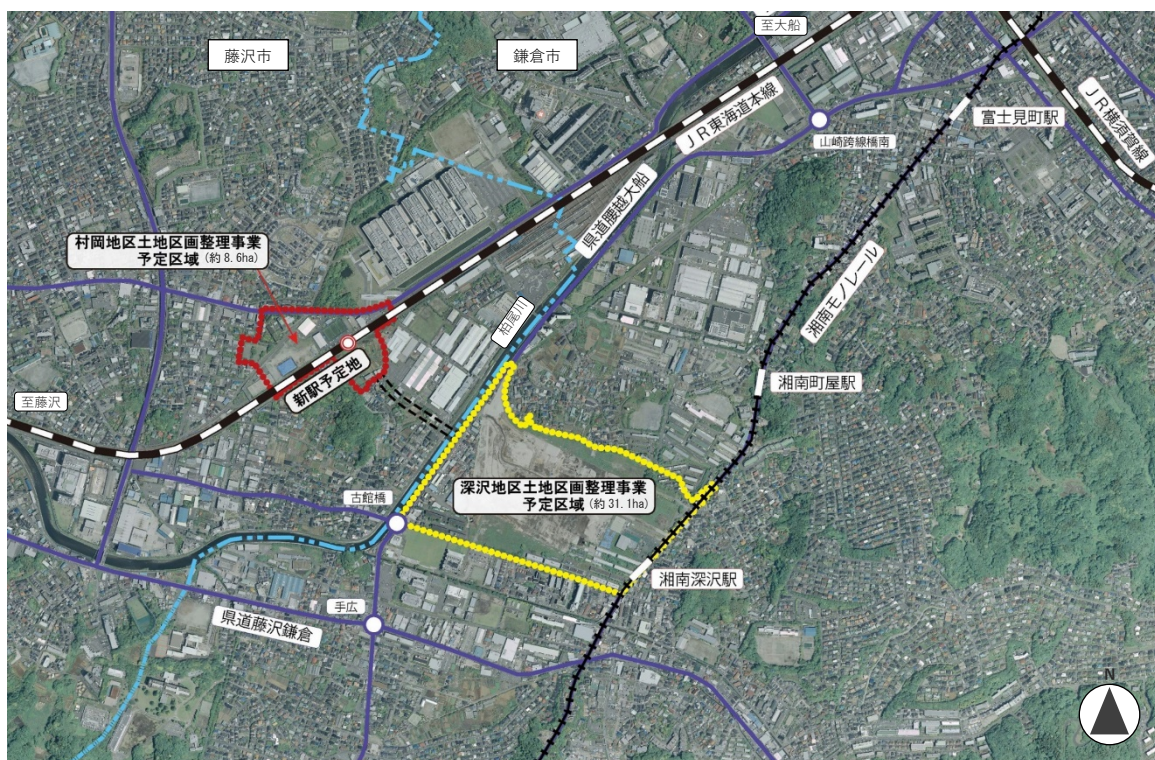 至大船
藤沢市
鎌倉市
JR東海道本線
JR横須賀線
富士見町駅
山崎跨線橋南
県道腰越大船
村岡地区土地区画整理事業
予定区域(約8.6ha)
湘南モノレール
柏尾川
新駅予定地
湘南町屋駅
至藤沢
深沢地区土地区画整理事業
予定区域(約31.1ha)
古館橋
湘南深沢駅
手広
県道藤沢鎌倉
N